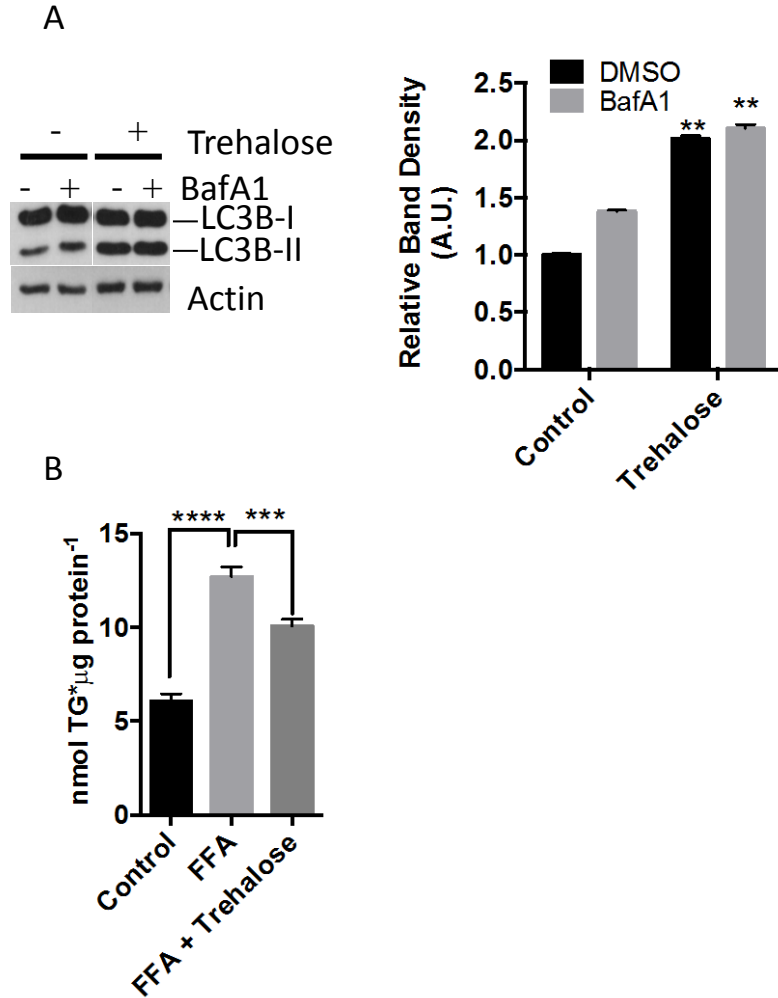 A
- + Trehalose
- + - + BafA1
LC3B-I
LC3B-II
Actin
DMSO
BafA1
Relative Band Density
(A.U.)
2.5
2.0
1.5
1.0
0.5
0.0
**
**
Control
Trehalose
B
nmol TG*µg protein-1
15
10
5
0
****
***
Control
FFA
FFA + Trehalose